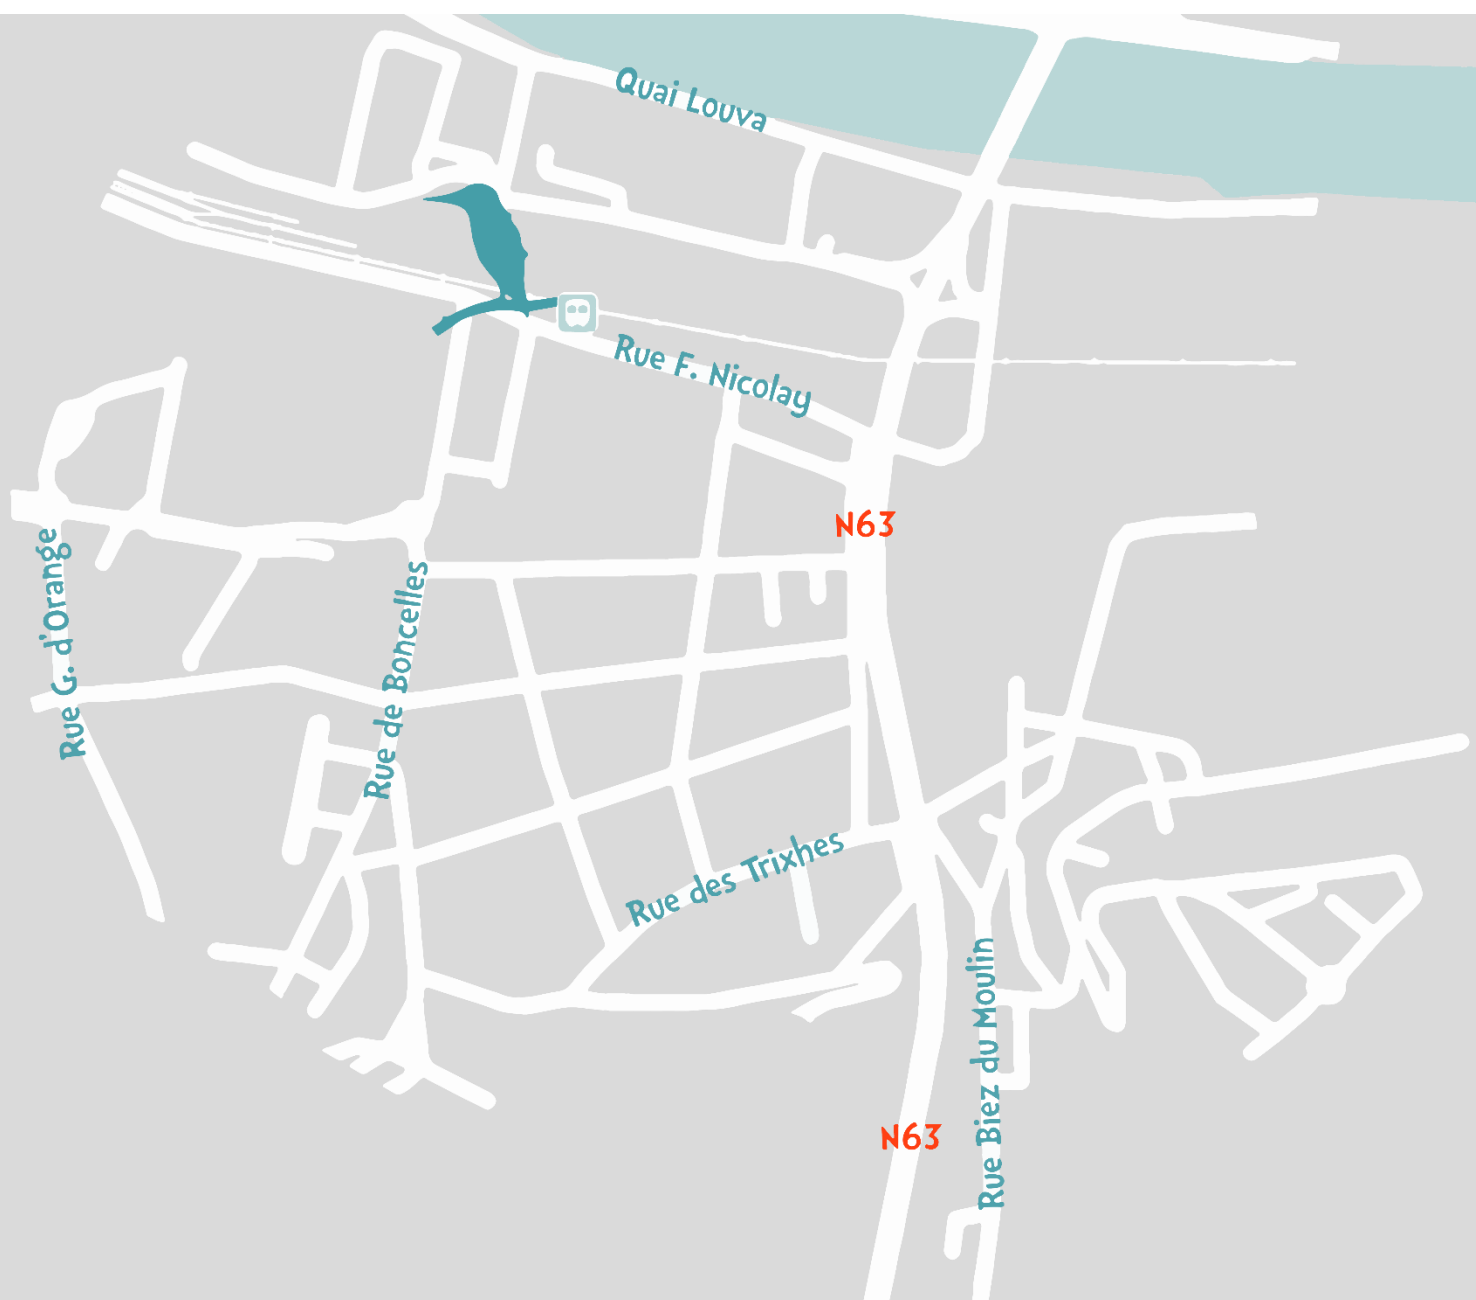 Quai Louva
Rue F. Nicolay
N63
Rue G. d'Orange
Rue de Boncelles
Rue des Trixhes
Rue Biez du Moulin
N63